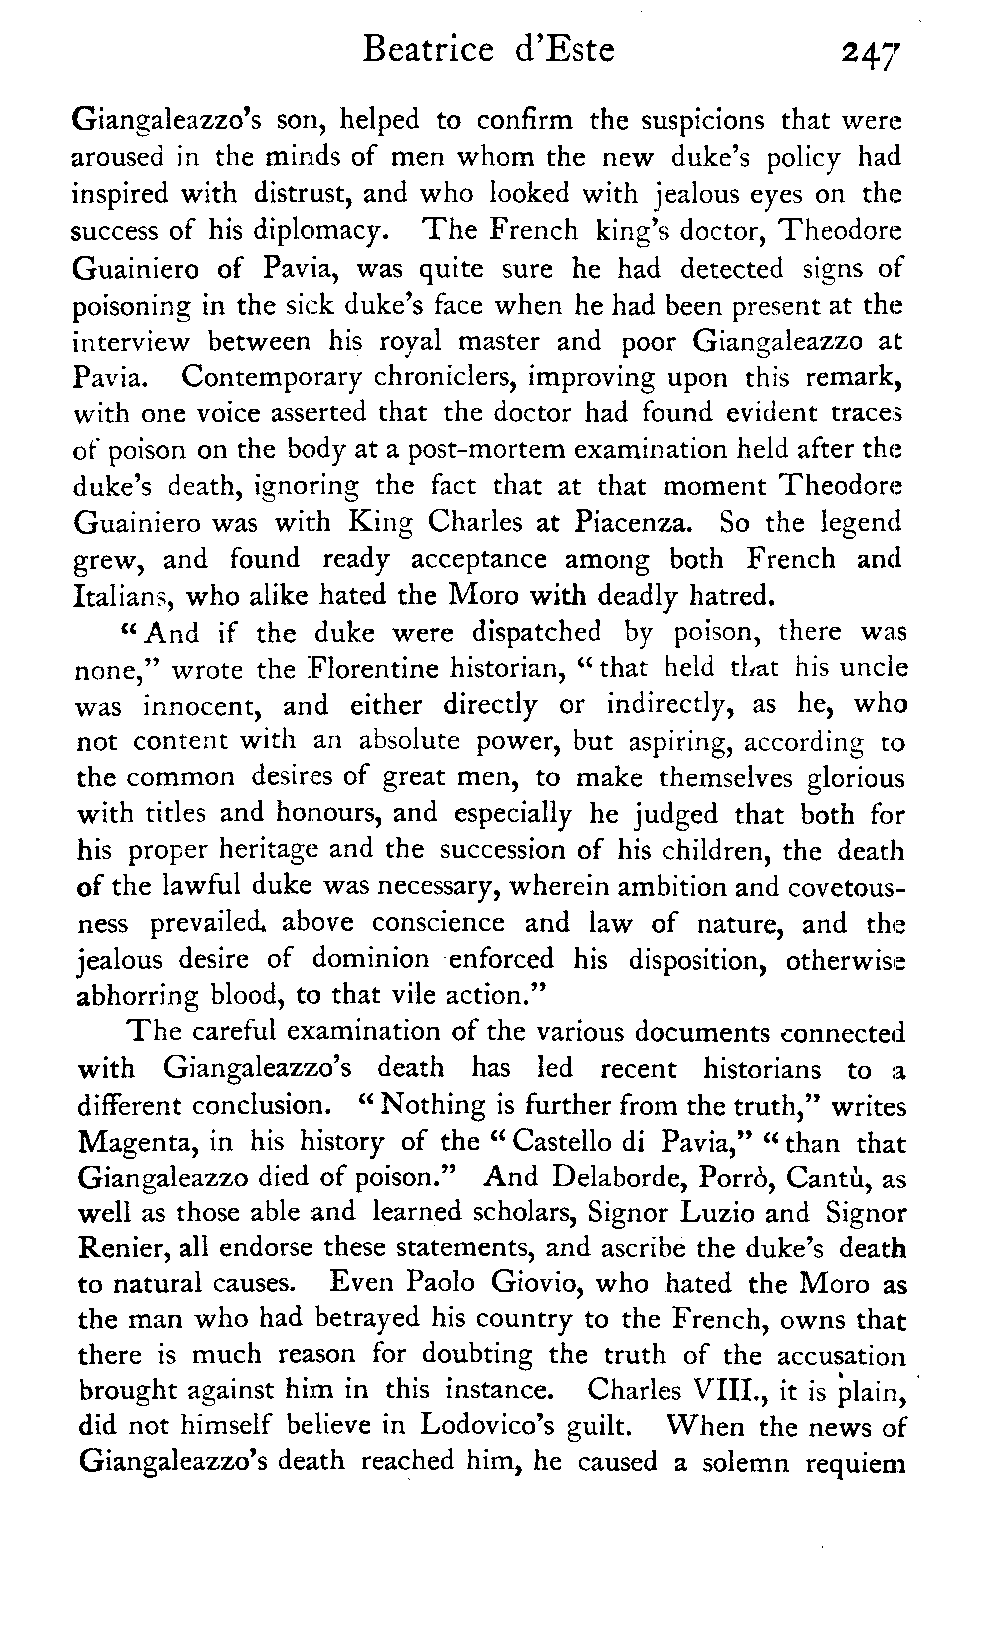 Beatrice d'Este 247
Giangaleazzo's son, helped to confirm the suspicions that were
aroused in the minds of men whom the new duke's policy had
inspired with distrust, and who looked with jealous eyes on the
success of his diplomacy. The French king's doctor, Theodore
Guainiero of Pavia, was quite sure he had detected signs of
poisoning in the sick duke's face when he had been present at the
interview between his royal master and poor Giangaleazzo at
Pavia. Contemporary chroniclers, improving upon this remark,
with one voice asserted that the doctor had found evident traces
of poison on the body at a post-mortem examination held after the
duke's death, ignoring the fact that at that moment Theodore
Guainiero was with King Charles at Piacenza. So the legend
grew, and found ready acceptance among both French and
Italians, who alike hated the Moro with deadly hatred.
"And if the duke were dispatched by poison, there was
none," wrote the Florentine historian, "that held that his uncle
was innocent, and either directly or indirectly, as he, who
not content with an absolute power, but aspiring, according to
the common desires of great men, to make themselves glorious
with titles and honours, and especially he judged that both for
his proper heritage and the succession of his children, the death
of the lawful duke was necessary, wherein ambition and covetous-
ness prevailed above conscience and law of nature, and the
jealous desire of dominion enforced his disposition, otherwise
abhorring blood, to that vile action."
The careful examination of the various documents connected
with Giangaleazzo's death has led recent historians to a
different conclusion. "Nothing is further from the truth," writes
Magenta, in his history of the "Castello di Pavia," "than that
Giangaleazzo died of poison." And Delaborde, Porrò, Cantù, as
well as those able and learned scholars, Signor Luzio and Signor
Renier, all endorse these statements, and ascribe the duke's death
to natural causes. Even Paolo Giovio, who hated the Moro as
the man who had betrayed his country to the French, owns that
there is much reason for doubting the truth of the accusation
brought against him in this instance. Charles VIII., it is plain,
did not himself believe in Lodovico's guilt. When the news of
Giangaleazzo's death reached him, he caused a solemn requiem